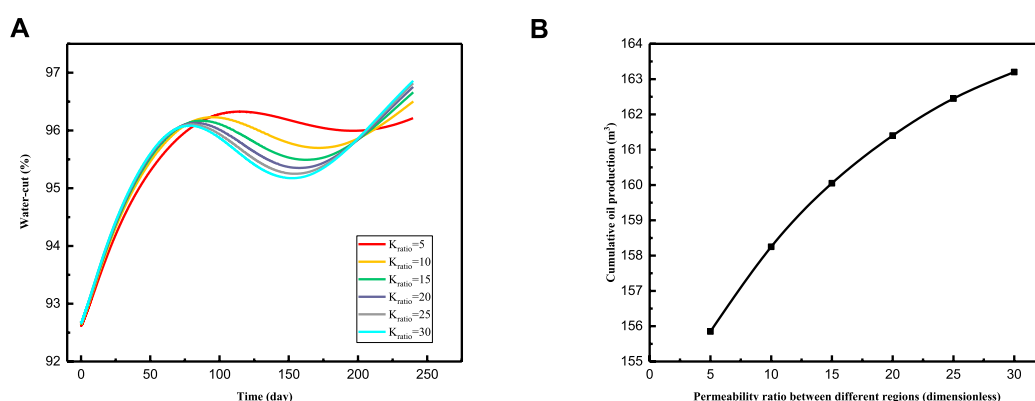 A
97
96
95
94
93
92
Water-cut (%)
0
50
100
150
200
250
Time (day)
Kratio=5
Kratio=10
Kratio=15
Kratio=20
Kratio=25
Kratio=30
B
164
163
162
161
160
159
158
157
156
155
Cumulative oil production (m³)
0
5
10
15
20
25
30
Permeability ratio between different regions (dimensionless)